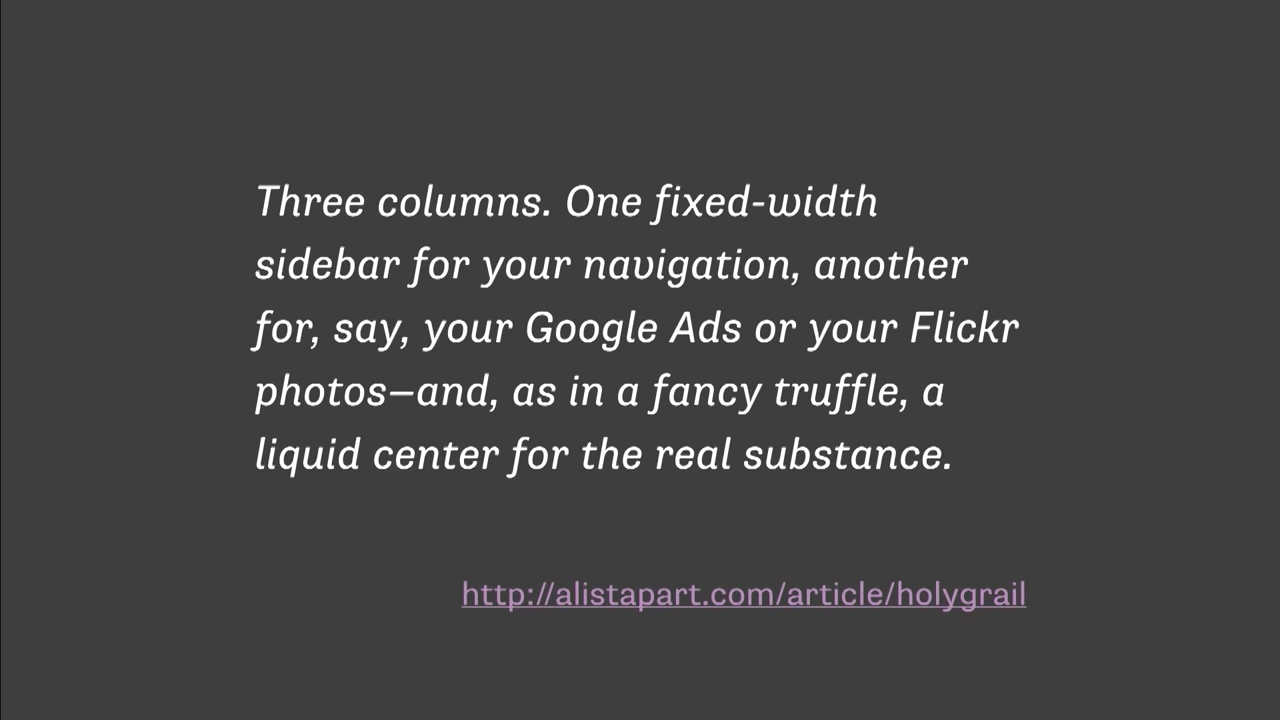 Three columns. One fixed-width
sidebar for your navigation, another
for, say, your Google Ads or your Flickr
photos—and, as in a fancy truffle, a
liquid center for the real substance.
http://alistapart.com/article/holygrail